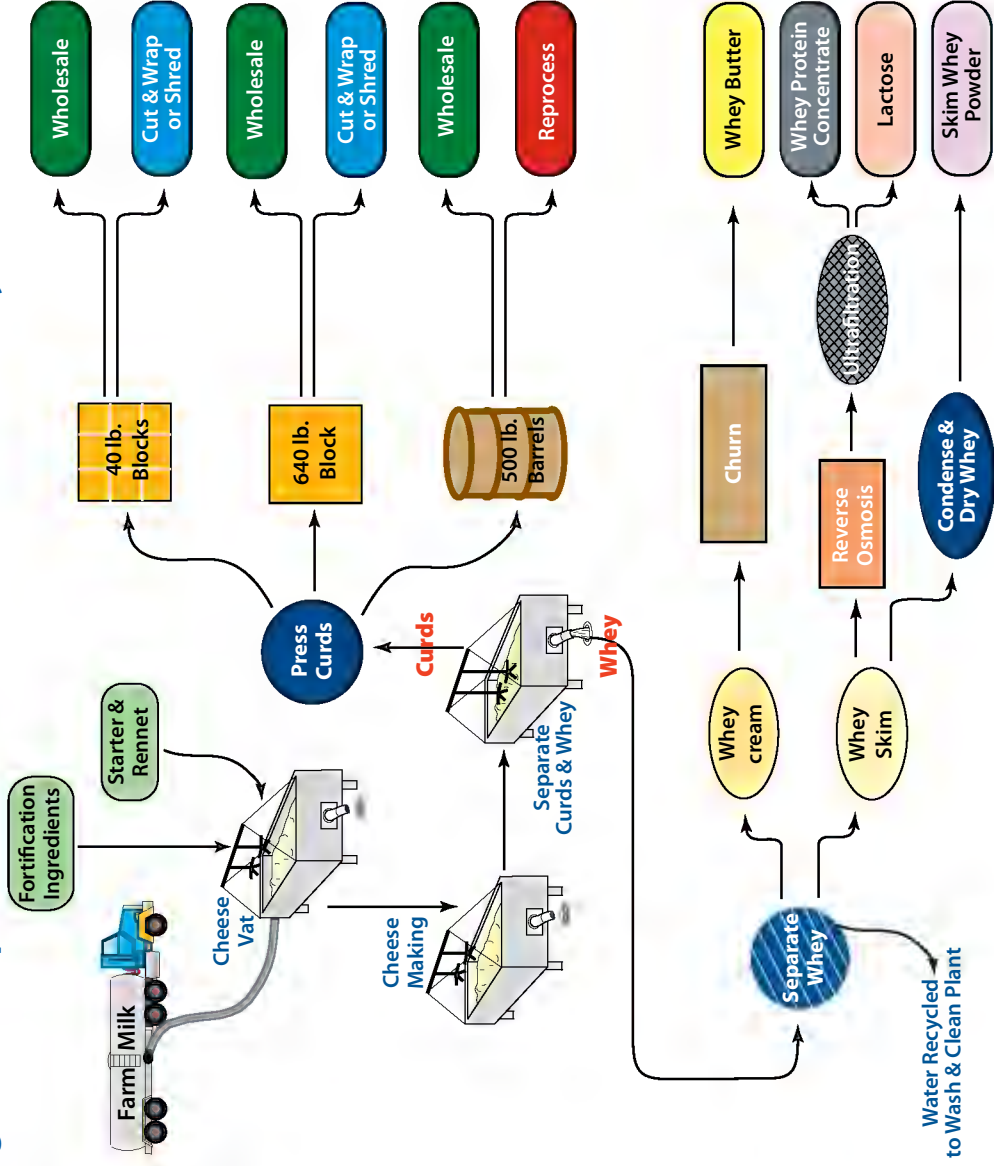 Fortification
Ingredients
Starter &
Rennet
Farm Milk
Cheese
Vat
Cheese
Making
Separate
Curds & Whey
Curds
Whey
Press
Curds
40 lb.
Blocks
640 lb.
Block
500 lb.
Barrels
Wholesale
Cut & Wrap
or Shred
Wholesale
Cut & Wrap
or Shred
Wholesale
Reprocess
Separate
Whey
Water Recycled
to Wash & Clean Plant
Whey
cream
Whey
Skim
Churn
Reverse
Osmosis
Ultrafiltration
Condense &
Dry Whey
Whey Butter
Whey Protein
Concentrate
Lactose
Skim Whey
Powder